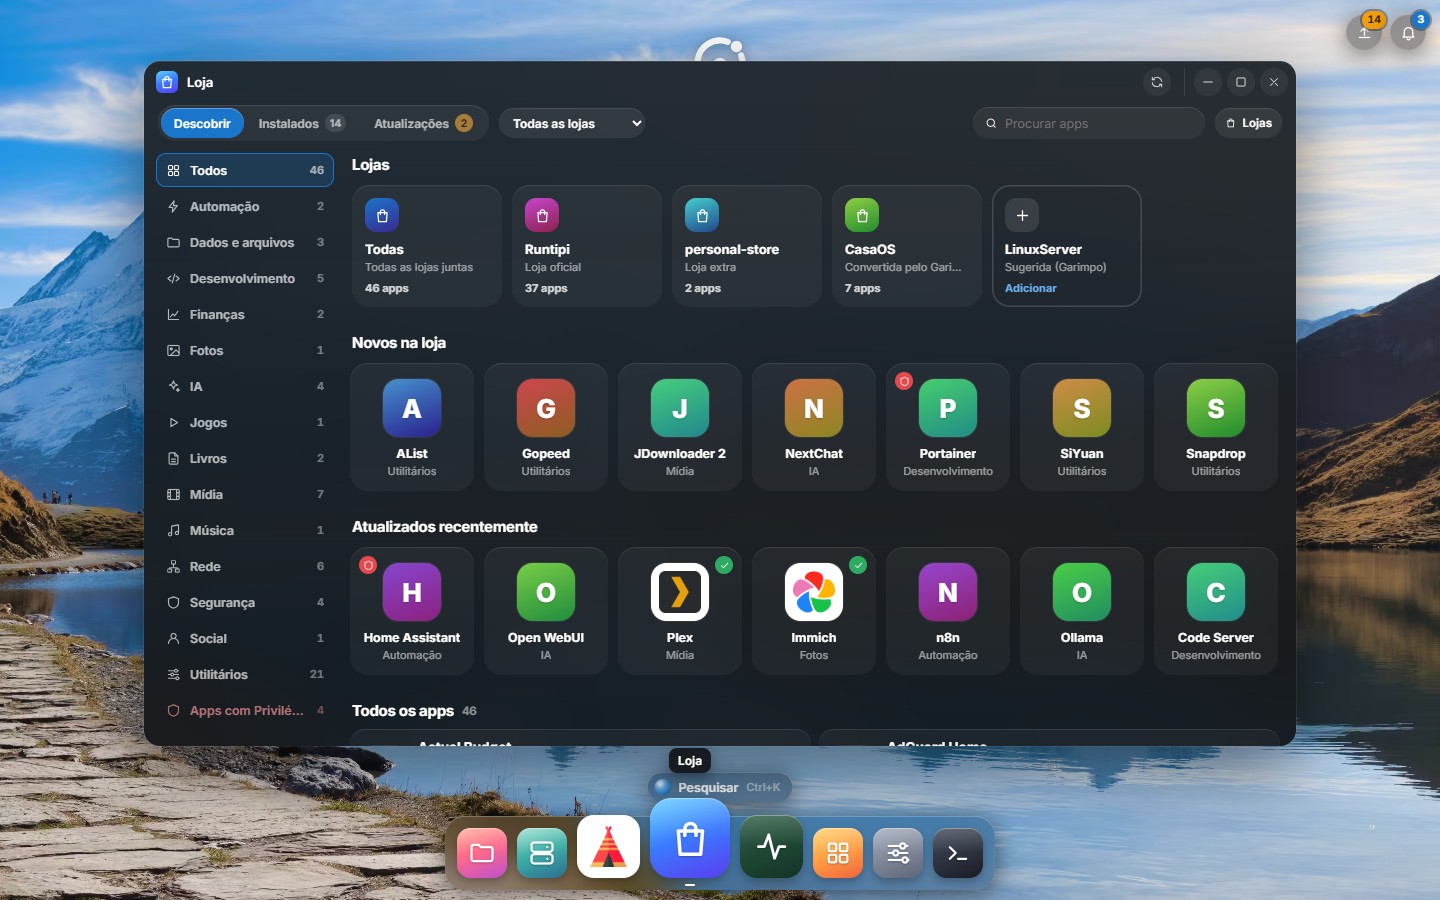 14
3
Loja
Descobrir
Instalados 14
Atualizações 2
Todas as lojas
Procurar apps
Lojas
Todos 46
Automação 2
Dados e arquivos 3
Desenvolvimento 5
Finanças 2
Fotos 1
IA 4
Jogos 1
Livros 2
Mídia 7
Música 1
Rede 6
Segurança 4
Social 1
Utilitários 21
Apps com Privilé... 4
Lojas
Todas
Todas as lojas juntas
46 apps
Runtipi
Loja oficial
37 apps
personal-store
Loja extra
2 apps
CasaOS
Convertida pelo Gari...
7 apps
LinuxServer
Sugerida (Garimpo)
Adicionar
Novos na loja
A
AList
Utilitários
G
Gopeed
Utilitários
J
JDownloader 2
Mídia
N
NextChat
IA
P
Portainer
Desenvolvimento
S
SiYuan
Utilitários
S
Snapdrop
Utilitários
Atualizados recentemente
H
Home Assistant
Automação
O
Open WebUI
IA
Plex
Mídia
Immich
Fotos
N
n8n
Automação
O
Ollama
IA
C
Code Server
Desenvolvimento
Todos os apps 46
Actual Budget
AdGuard Home
Loja
Pesquisar Ctrl+K